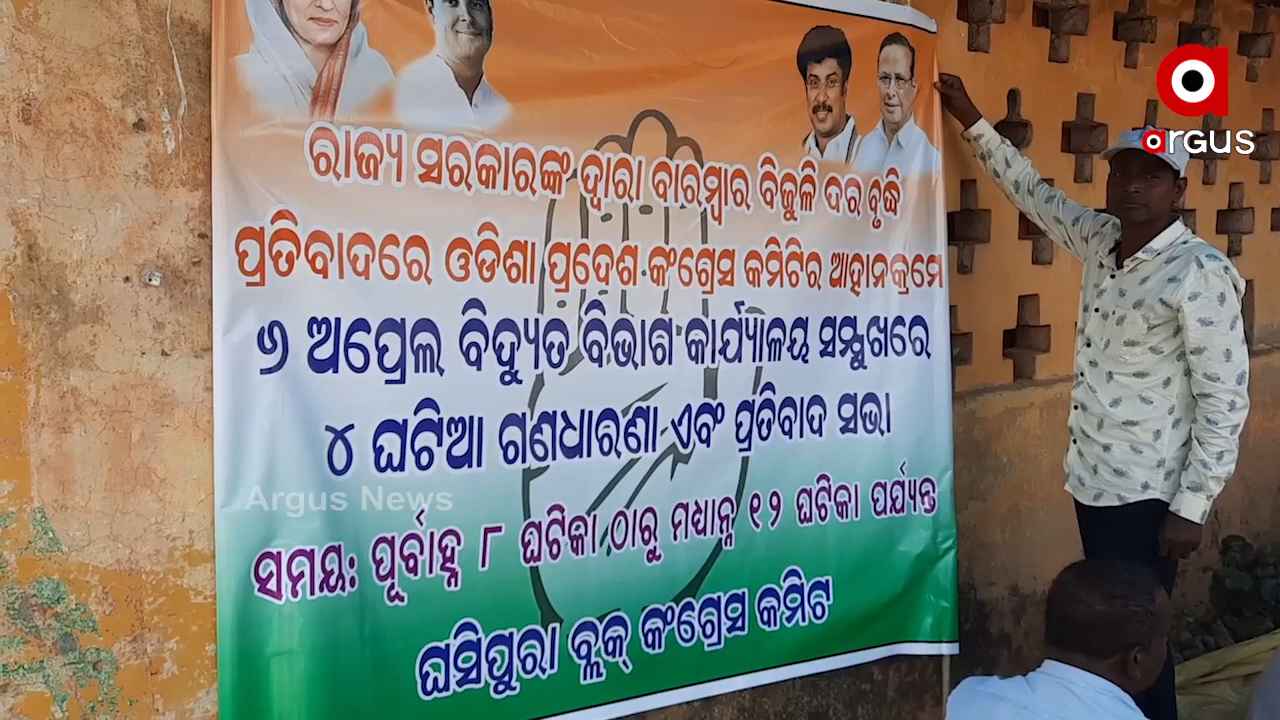 argus
ରାଜ୍ୟ ସରକାରଙ୍କ ଦ୍ୱାରା ବାରମ୍ବାର ବିଜୁଳି ଦର ବୃଦ୍ଧି
ପ୍ରତିବାଦରେ ଓଡିଶା ପ୍ରଦେଶ କଂଗ୍ରେସ କମିଟିର ଆହ୍ଵାନକ୍ରମେ
୬ ଅପ୍ରେଲ ବିଦ୍ୟୁତ ବିଭାଗ କାର୍ଯ୍ୟାଳୟ ସମ୍ମୁଖରେ
୪ ଘଟିଆ ଗଣଧାରଣା ଏବଂ ପ୍ରତିବାଦ ସଭା
Argus News
ସମୟଃ ପୂର୍ବାହ୍ନ ୮ ଘଟିକା ଠାରୁ ମଧ୍ୟାହ୍ନ ୧୨ ଘଟିକା ପର୍ଯ୍ୟନ୍ତ
ଘସିପୁରା ବ୍ଲକ୍ କଂଗ୍ରେସ କମିଟି